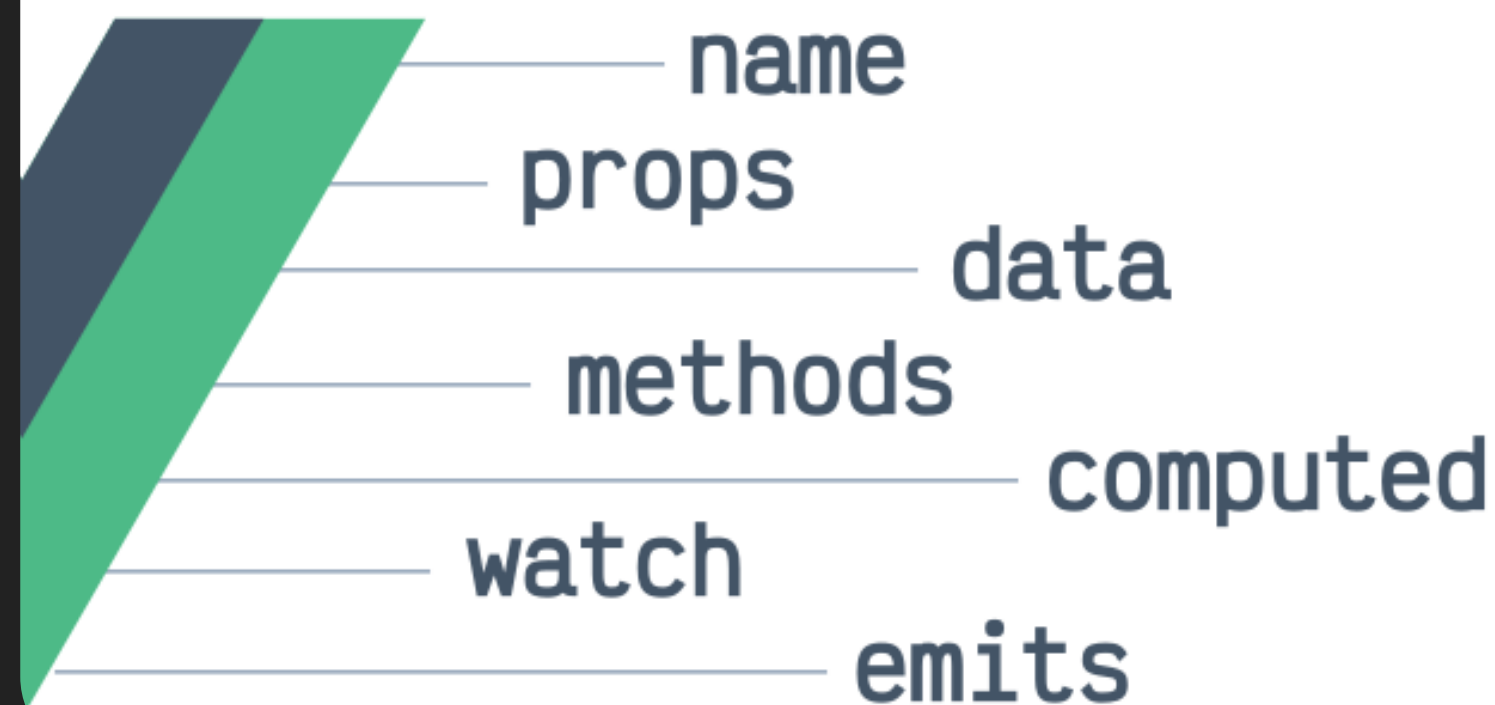 name
props
data
methods
computed
watch
emits